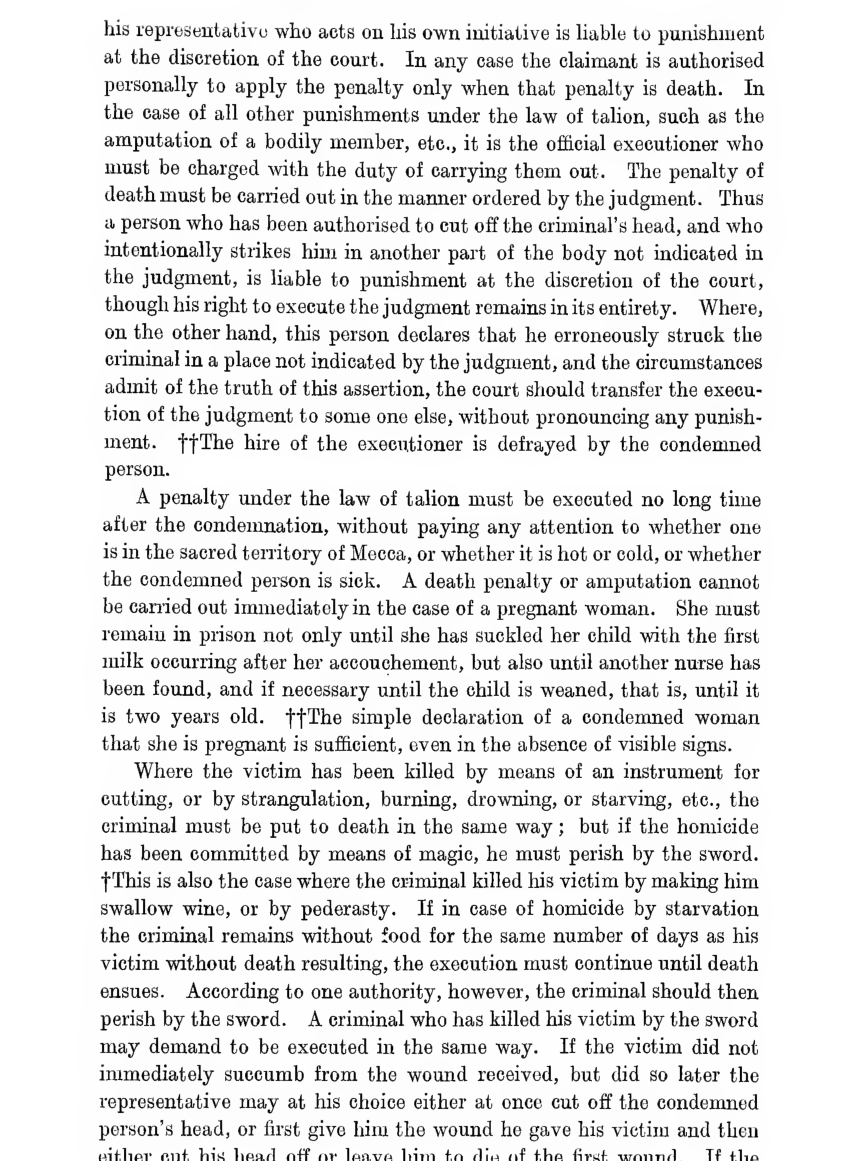 his representative who acts on his own initiative is liable to punishment
at the discretion of the court. In any case the claimant is authorised
personally to apply the penalty only when that penalty is death. In
the case of all other punishments under the law of talion, such as the
amputation of a bodily member, etc., it is the official executioner who
must be charged with the duty of carrying them out. The penalty of
death must be carried out in the manner ordered by the judgment. Thus
a person who has been authorised to cut off the criminal's head, and who
intentionally strikes him in another part of the body not indicated in
the judgment, is liable to punishment at the discretion of the court,
though his right to execute the judgment remains in its entirety. Where,
on the other hand, this person declares that he erroneously struck the
criminal in a place not indicated by the judgment, and the circumstances
admit of the truth of this assertion, the court should transfer the execu-
tion of the judgment to some one else, without pronouncing any punish-
ment. ††The hire of the executioner is defrayed by the condemned
person.
A penalty under the law of talion must be executed no long time
after the condemnation, without paying any attention to whether one
is in the sacred territory of Mecca, or whether it is hot or cold, or whether
the condemned person is sick. A death penalty or amputation cannot
be carried out immediately in the case of a pregnant woman. She must
remain in prison not only until she has suckled her child with the first
milk occurring after her accouchement, but also until another nurse has
been found, and if necessary until the child is weaned, that is, until it
is two years old. ††The simple declaration of a condemned woman
that she is pregnant is sufficient, even in the absence of visible signs.
Where the victim has been killed by means of an instrument for
cutting, or by strangulation, burning, drowning, or starving, etc., the
criminal must be put to death in the same way; but if the homicide
has been committed by means of magic, he must perish by the sword.
†This is also the case where the criminal killed his victim by making him
swallow wine, or by pederasty. If in case of homicide by starvation
the criminal remains without food for the same number of days as his
victim without death resulting, the execution must continue until death
ensues. According to one authority, however, the criminal should then
perish by the sword. A criminal who has killed his victim by the sword
may demand to be executed in the same way. If the victim did not
immediately succumb from the wound received, but did so later the
representative may at his choice either at once cut off the condemned
person's head, or first give him the wound he gave his victim and then
either cut his head off or leave him to die of the first wound. If the